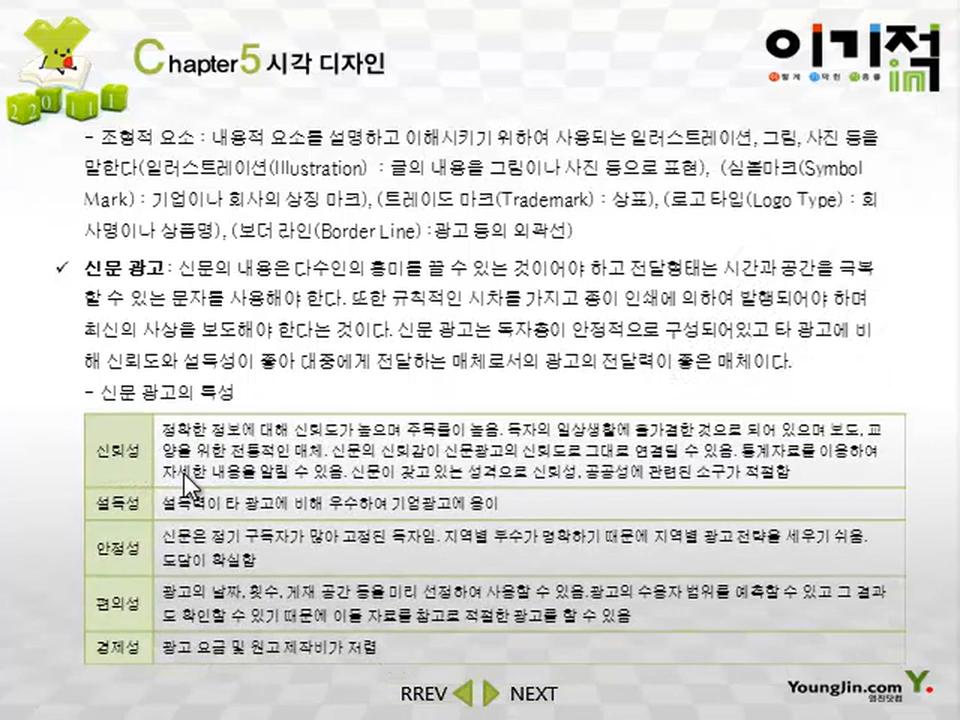 Chapter5 시각 디자인
이기적in
이렇게 기막힌 적중률
2 2 0 1 1 1
- 조형적 요소 : 내용적 요소를 설명하고 이해시키기 위하여 사용되는 일러스트레이션, 그림, 사진 등을
말한다(일러스트레이션(Illustration) : 글의 내용을 그림이나 사진 등으로 표현), (심볼마크(Symbol
Mark) : 기업이나 회사의 상징 마크), (트레이드 마크(Trademark) : 상표), (로고타입(Logo Type) : 회
사명이나 상품명), (보더 라인(Border Line) :광고 등의 외곽선)
✓ 신문 광고 : 신문의 내용은 다수인의 흥미를 끌 수 있는 것이어야 하고 전달형태는 시간과 공간을 극복
할 수 있는 문자를 사용해야 한다. 또한 규칙적인 시차를 가지고 종이 인쇄에 의하여 발행되어야 하며
최신의 사상을 보도해야 한다는 것이다. 신문 광고는 독자층이 안정적으로 구성되어있고 타 광고에 비
해 신뢰도와 설득성이 좋아 대중에게 전달하는 매체로서의 광고의 전달력이 좋은 매체이다.
- 신문 광고의 특성
신뢰성
정확한 정보에 대해 신뢰도가 높으며 주목률이 높음. 독자의 일상생활에 불가결한 것으로 되어 있으며 보도, 교
양을 위한 전통적인 매체. 신문의 신뢰감이 신문광고의 신뢰도로 그대로 연결될 수 있음. 통계자료를 이용하여
자세한 내용을 알릴 수 있음. 신문이 갖고 있는 성격으로 신뢰성, 공공성에 관련된 소구가 적절함
설득성
설득력이 타 광고에 비해 우수하여 기업광고에 용이
안정성
신문은 정기 구독자가 많아 고정된 독자임. 지역별 투수가 명확하기 때문에 지역별 광고 전략을 세우기 쉬움.
도달이 확실함
편의성
광고의 날짜, 횟수, 게재 공간 등을 미리 선정하여 사용할 수 있음.광고의 수용자 범위를 예측할 수 있고 그 결과
도 확인할 수 있기 때문에 이들 자료를 참고로 적절한 광고를 할 수 있음
경제성
광고 요금 및 원고 제작비가 저렴
RREV NEXT
YoungJin.com Y.
영진닷컴